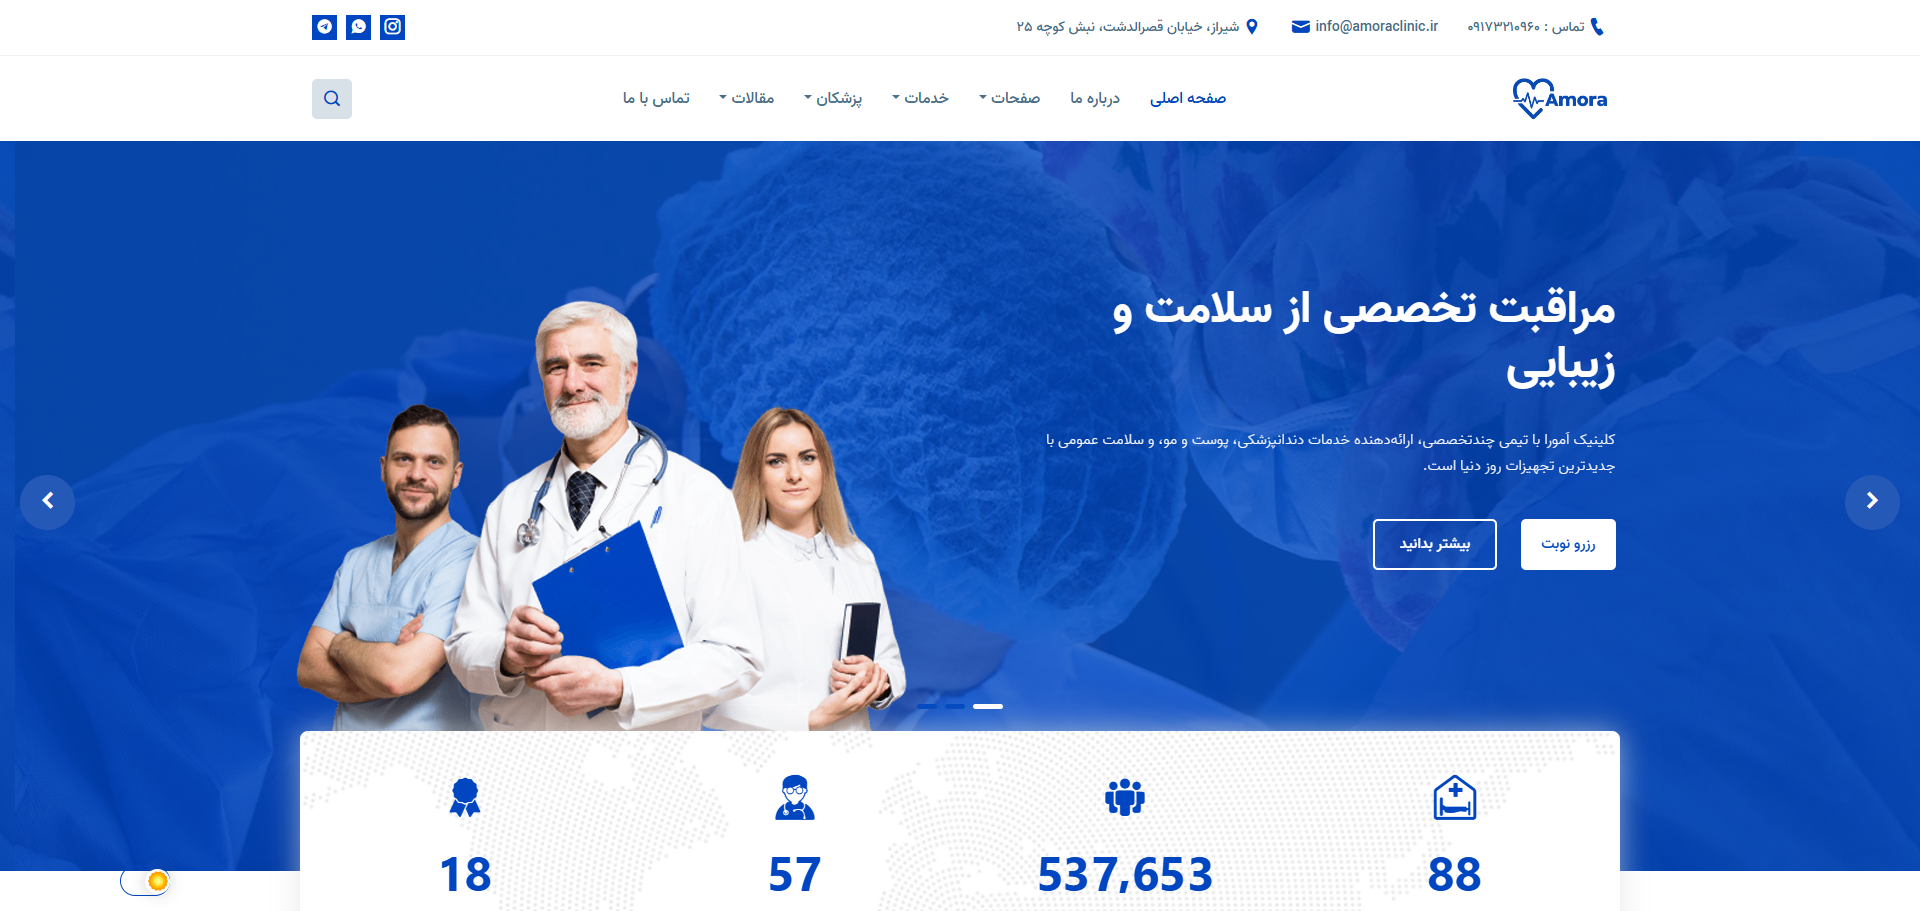 تماس : ۰۹۱۷۳۲۱۰۹۶۰
info@amoraclinic.ir
شیراز، خیابان قصرالدشت، نبش کوچه ۲۵
Amora
صفحه اصلی
درباره ما
صفحات
خدمات
پزشکان
مقالات
تماس با ما
مراقبت تخصصی از سلامت و
زیبایی
کلینیک آمورا با تیمی چندتخصصی، ارائه‌دهنده خدمات دندانپزشکی، پوست و مو، و سلامت عمومی با
جدیدترین تجهیزات روز دنیا است.
رزرو نوبت
بیشتر بدانید
88
537,653
57
18